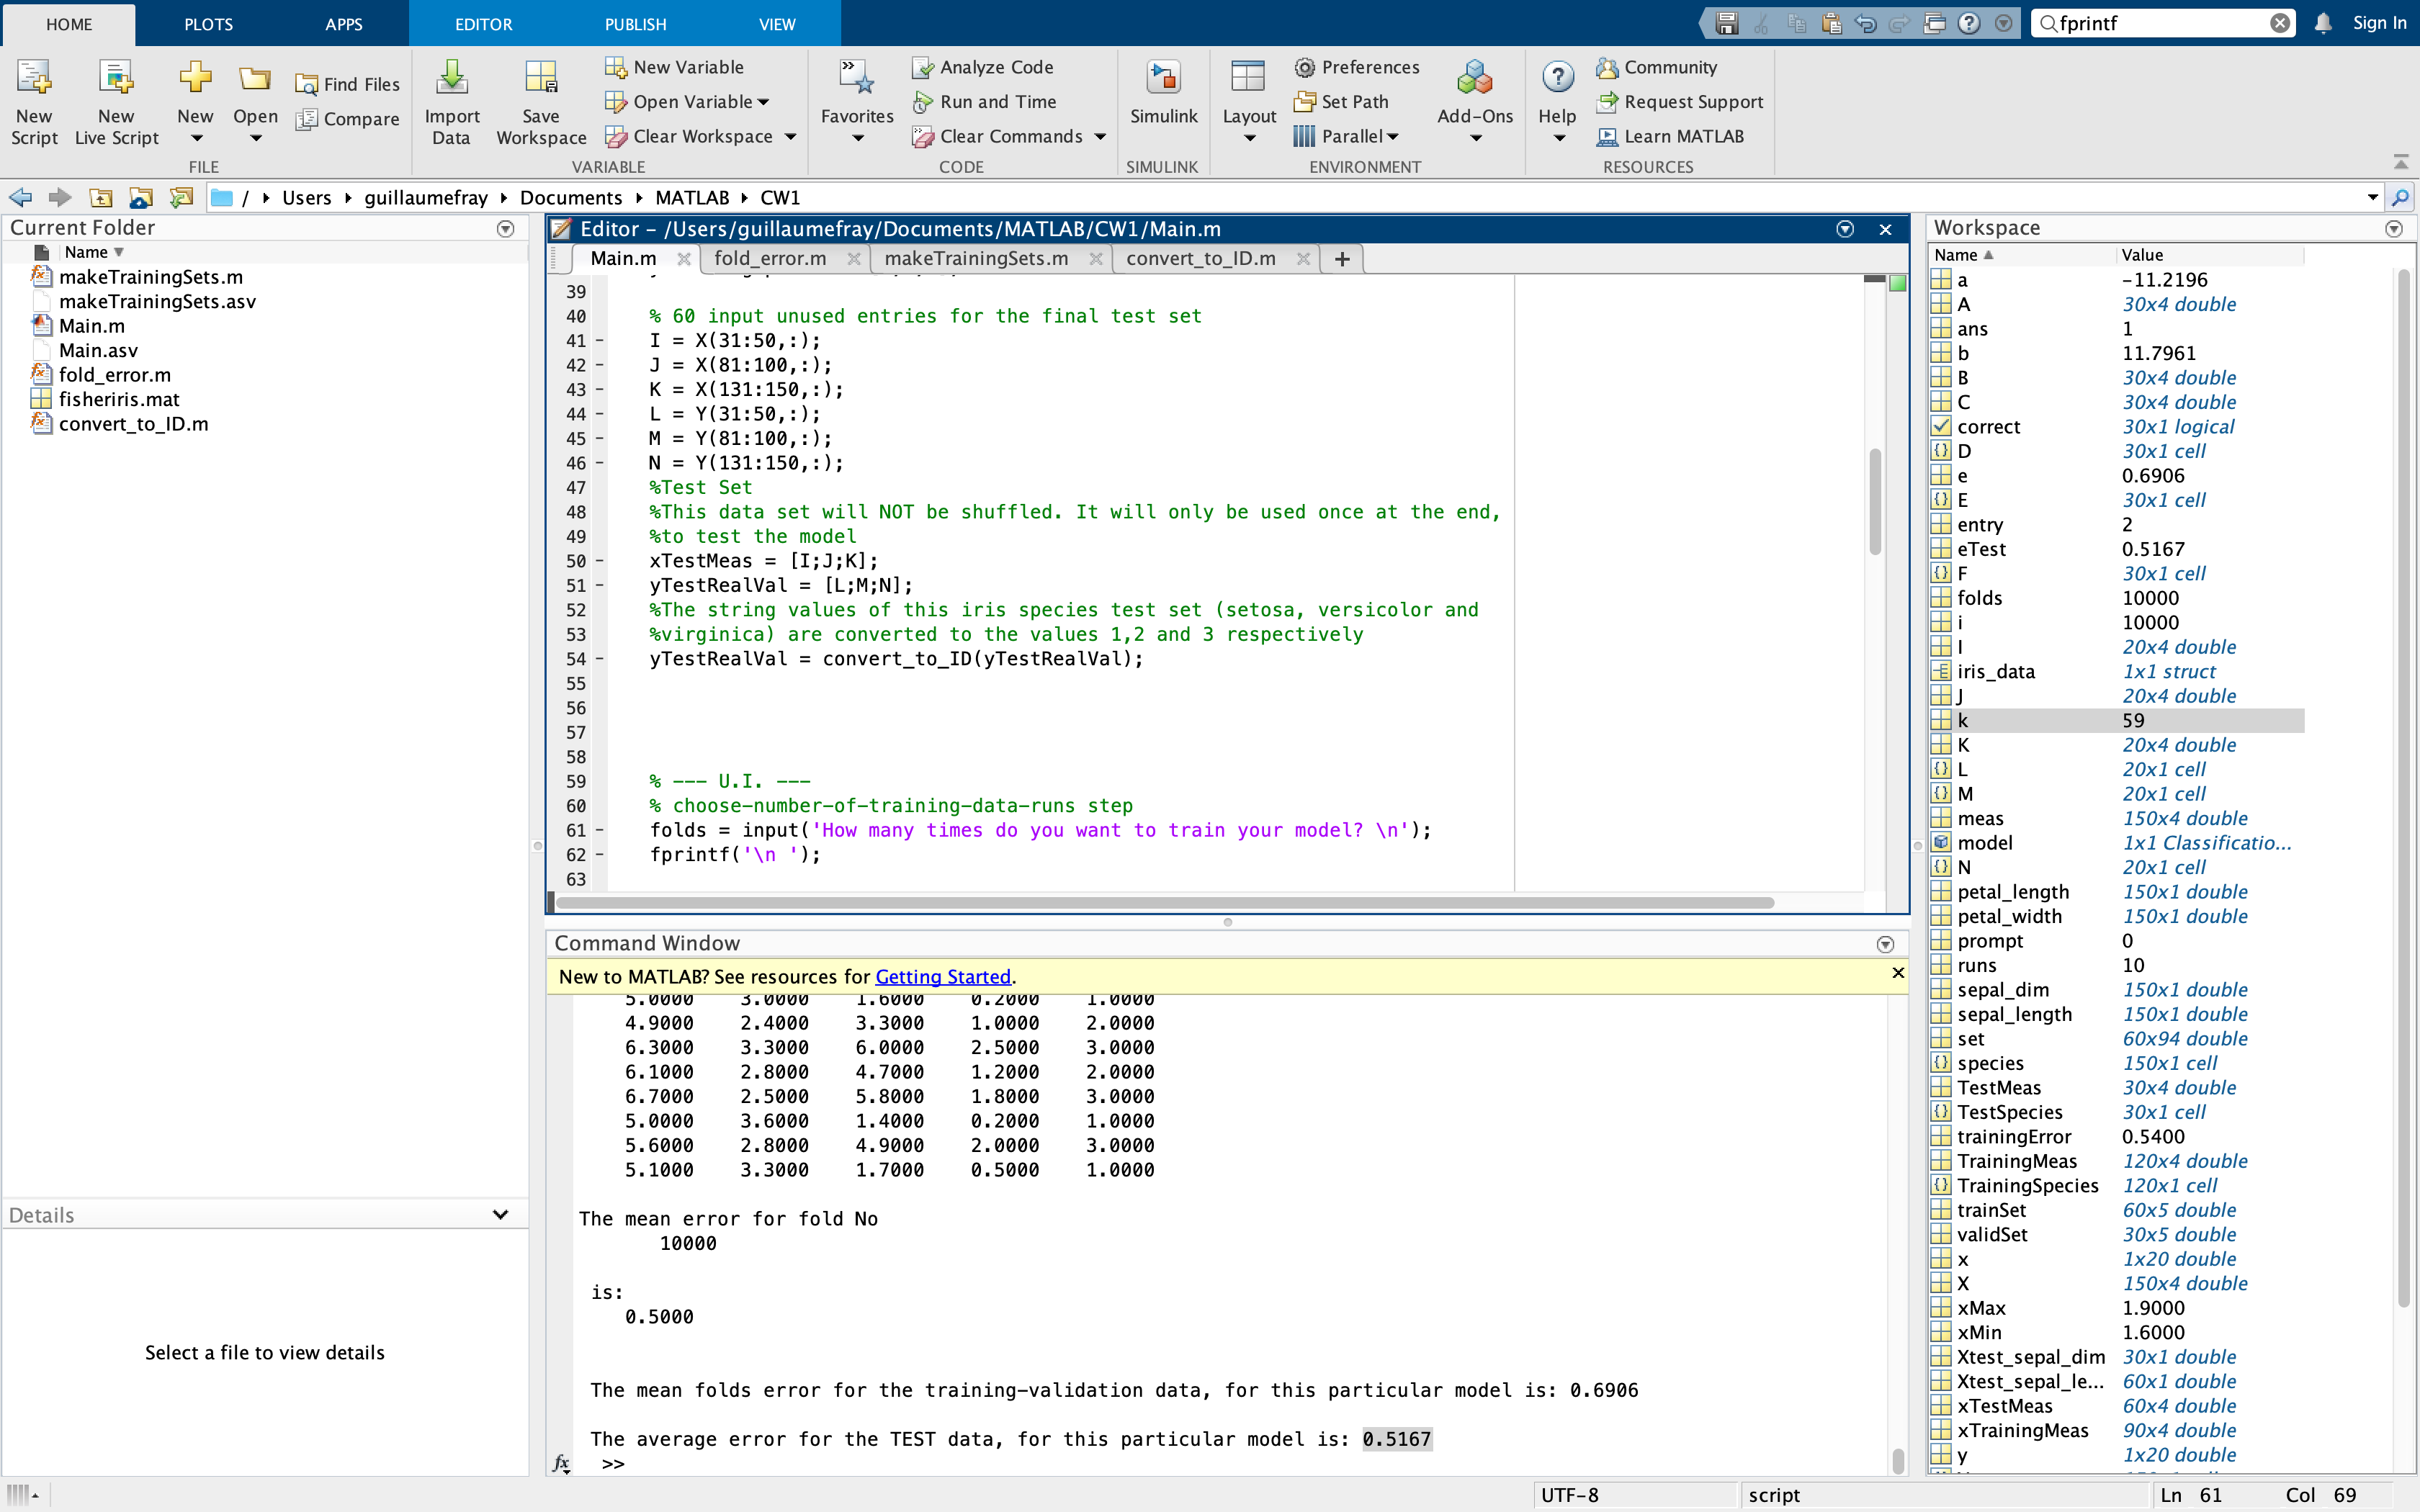 HOME PLOTS APPS EDITOR PUBLISH VIEW fprintf Sign In
New Script
New Live Script
New
Open
Find Files
Compare
FILE
Import Data
Save Workspace
New Variable
Open Variable
Clear Workspace
VARIABLE
Favorites
Analyze Code
Run and Time
Clear Commands
CODE
Simulink
SIMULINK
Layout
Preferences
Set Path
Parallel
Add-Ons
ENVIRONMENT
Help
Community
Request Support
Learn MATLAB
RESOURCES
/ Users guillaumefray Documents MATLAB CW1
Current Folder
Name
makeTrainingSets.m
makeTrainingSets.asv
Main.m
Main.asv
fold_error.m
fisheriris.mat
convert_to_ID.m
Details
Select a file to view details
Editor – /Users/guillaumefray/Documents/MATLAB/CW1/Main.m
Main.m fold_error.m makeTrainingSets.m convert_to_ID.m +
39
40 % 60 input unused entries for the final test set
41 – I = X(31:50,:);
42 – J = X(81:100,:);
43 – K = X(131:150,:);
44 – L = Y(31:50,:);
45 – M = Y(81:100,:);
46 – N = Y(131:150,:);
47 %Test Set
48 %This data set will NOT be shuffled. It will only be used once at the end,
49 %to test the model
50 – xTestMeas = [I;J;K];
51 – yTestRealVal = [L;M;N];
52 %The string values of this iris species test set (setosa, versicolor and
53 %virginica) are converted to the values 1,2 and 3 respectively
54 – yTestRealVal = convert_to_ID(yTestRealVal);
55
56
57
58
59 % --- U.I. ---
60 % choose-number-of-training-data-runs step
61 – folds = input('How many times do you want to train your model? \n');
62 – fprintf('\n ');
63
Command Window
New to MATLAB? See resources for Getting Started.
5.0000 3.0000 1.6000 0.2000 1.0000
4.9000 2.4000 3.3000 1.0000 2.0000
6.3000 3.3000 6.0000 2.5000 3.0000
6.1000 2.8000 4.7000 1.2000 2.0000
6.7000 2.5000 5.8000 1.8000 3.0000
5.0000 3.6000 1.4000 0.2000 1.0000
5.6000 2.8000 4.9000 2.0000 3.0000
5.1000 3.3000 1.7000 0.5000 1.0000
The mean error for fold No
10000
is:
0.5000
The mean folds error for the training-validation data, for this particular model is: 0.6906
The average error for the TEST data, for this particular model is: 0.5167
fx >>
Workspace
Name Value
a -11.2196
A 30x4 double
ans 1
b 11.7961
B 30x4 double
C 30x4 double
correct 30x1 logical
D 30x1 cell
e 0.6906
E 30x1 cell
entry 2
eTest 0.5167
F 30x1 cell
folds 10000
i 10000
I 20x4 double
iris_data 1x1 struct
J 20x4 double
k 59
K 20x4 double
L 20x1 cell
M 20x1 cell
meas 150x4 double
model 1x1 Classificatio...
N 20x1 cell
petal_length 150x1 double
petal_width 150x1 double
prompt 0
runs 10
sepal_dim 150x1 double
sepal_length 150x1 double
set 60x94 double
species 150x1 cell
TestMeas 30x4 double
TestSpecies 30x1 cell
trainingError 0.5400
TrainingMeas 120x4 double
TrainingSpecies 120x1 cell
trainSet 60x5 double
validSet 30x5 double
x 1x20 double
X 150x4 double
xMax 1.9000
xMin 1.6000
Xtest_sepal_dim 30x1 double
Xtest_sepal_le... 60x1 double
xTestMeas 60x4 double
xTrainingMeas 90x4 double
y 1x20 double
UTF-8 script Ln 61 Col 69